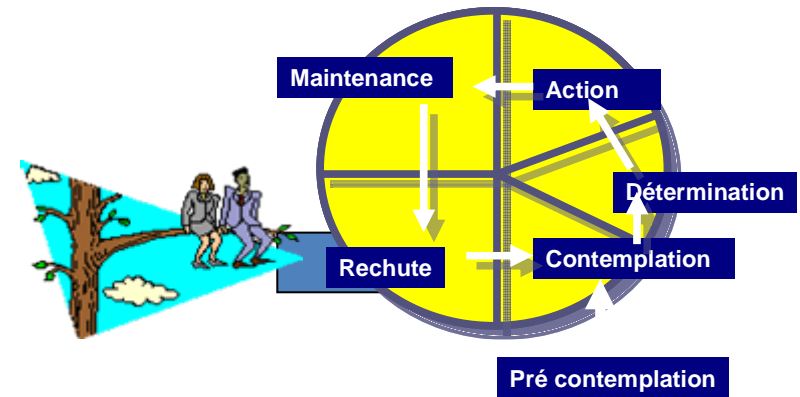 Maintenance
Action
Détermination
Rechute
Contemplation
Pré contemplation